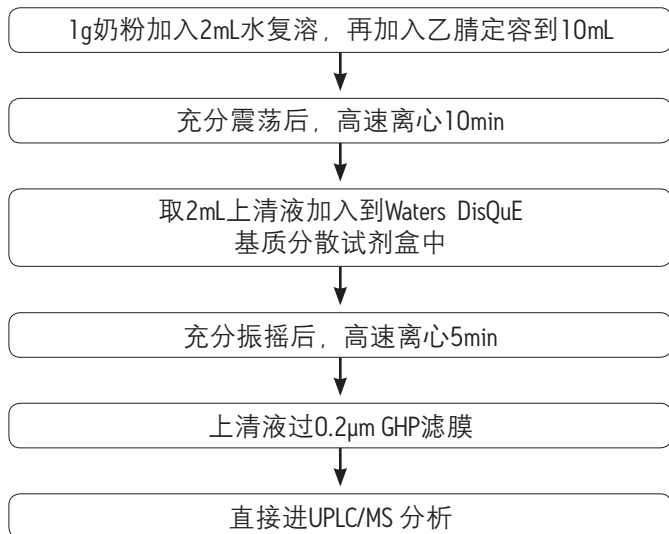 1g奶粉加入2mL水复溶，再加入乙腈定容到10mL
充分震荡后，高速离心10min
取2mL上清液加入到Waters DisQuE
基质分散试剂盒中
充分振摇后，高速离心5min
上清液过0.2μm GHP滤膜
直接进UPLC/MS 分析